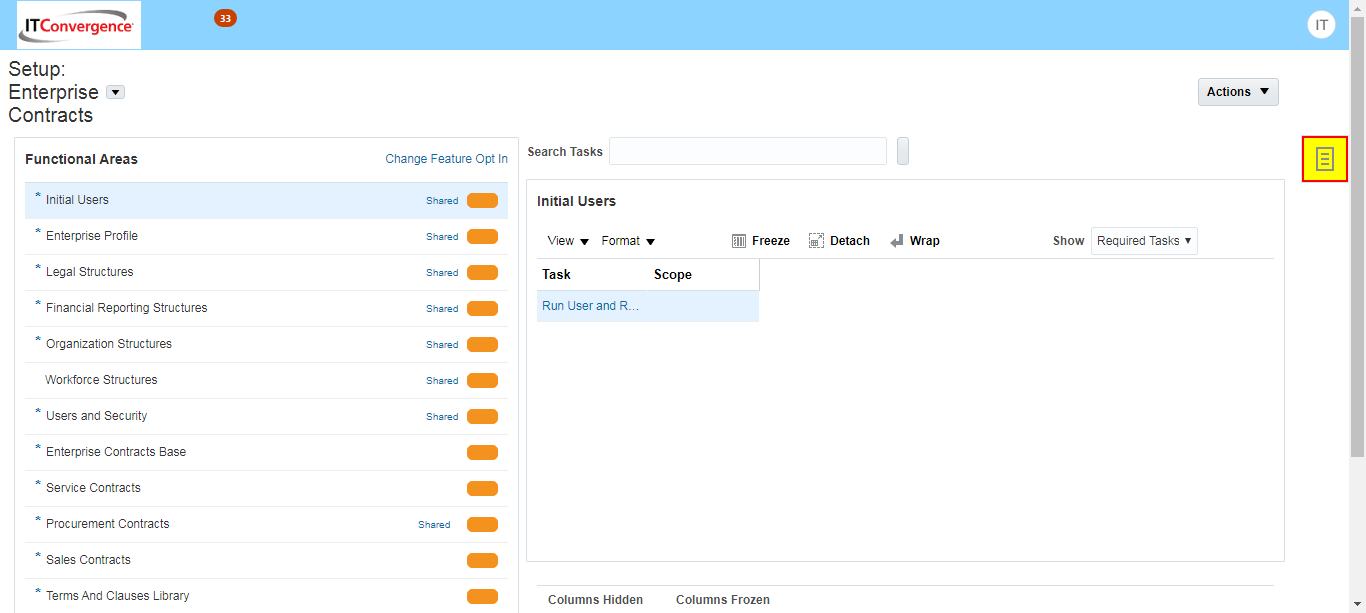 ITConvergence
33
IT
Setup:
Enterprise
Contracts
Actions
Functional Areas
Change Feature Opt In
* Initial Users Shared
* Enterprise Profile Shared
* Legal Structures Shared
* Financial Reporting Structures Shared
* Organization Structures Shared
Workforce Structures Shared
* Users and Security Shared
* Enterprise Contracts Base
* Service Contracts
* Procurement Contracts Shared
* Sales Contracts
* Terms And Clauses Library
Search Tasks
Initial Users
View Format Freeze Detach Wrap Show Required Tasks
Task Scope
Run User and R...
Columns Hidden Columns Frozen